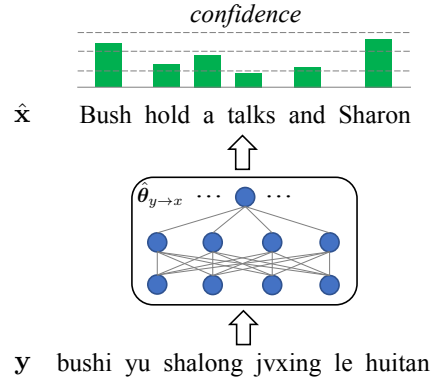 confidence
x̂ Bush hold a talks and Sharon
θ̂y→x ··· ···
y bushi yu shalong jvxing le huitan